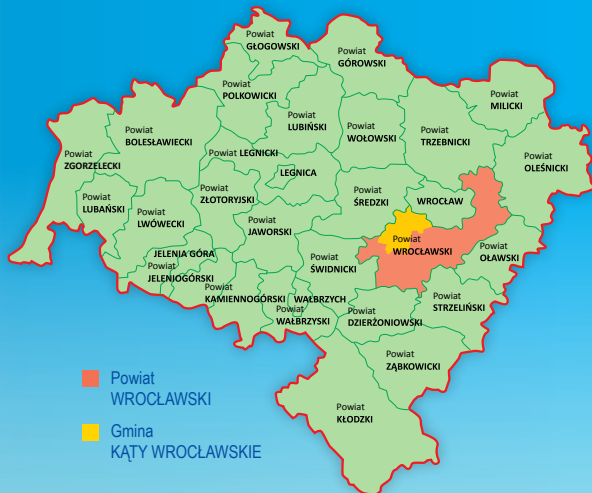 Powiat
GŁOGOWSKI
Powiat
GÓROWSKI
Powiat
POLKOWICKI
Powiat
MILICKI
Powiat
LUBIŃSKI
Powiat
BOLESŁAWIECKI
Powiat
WOŁOWSKI
Powiat
TRZEBNICKI
Powiat
ZGORZELECKI
Powiat LEGNICKI
Powiat
OLEŚNICKI
LEGNICA
Powiat
ZŁOTORYJSKI
Powiat
ŚREDZKI
WROCŁAW
Powiat
LUBAŃSKI
Powiat
LWÓWECKI
Powiat
JAWORSKI
Powiat
WROCŁAWSKI
Powiat
OŁAWSKI
JELENIA GÓRA
Powiat
JELENIOGÓRSKI
Powiat
ŚWIDNICKI
Powiat
KAMIENNOGÓRSKI
WAŁBRZYCH
Powiat
WAŁBRZYSKI
Powiat
DZIERŻONIOWSKI
Powiat
STRZELIŃSKI
Powiat
ZĄBKOWICKI
Powiat
KŁODZKI
Powiat
WROCŁAWSKI
Gmina
KĄTY WROCŁAWSKIE